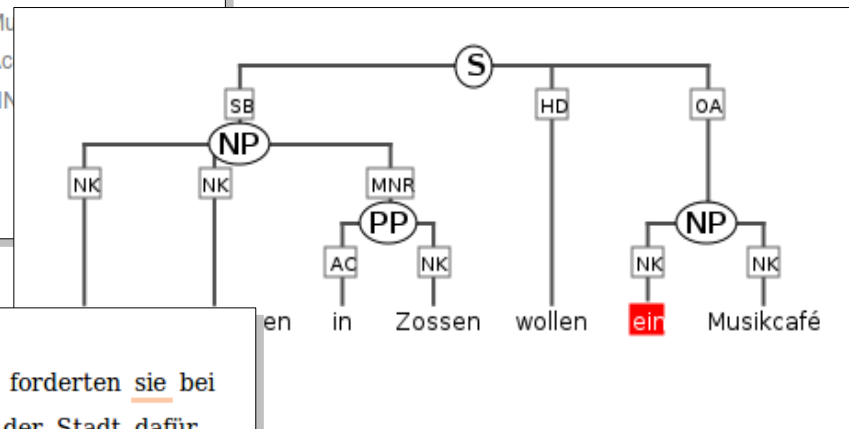 S
SB HD OA
NP
NK NK MNR
PP NP
AC NK NK NK
in Zossen wollen ein Musikcafé
forderten sie bei
der Stadt dafür